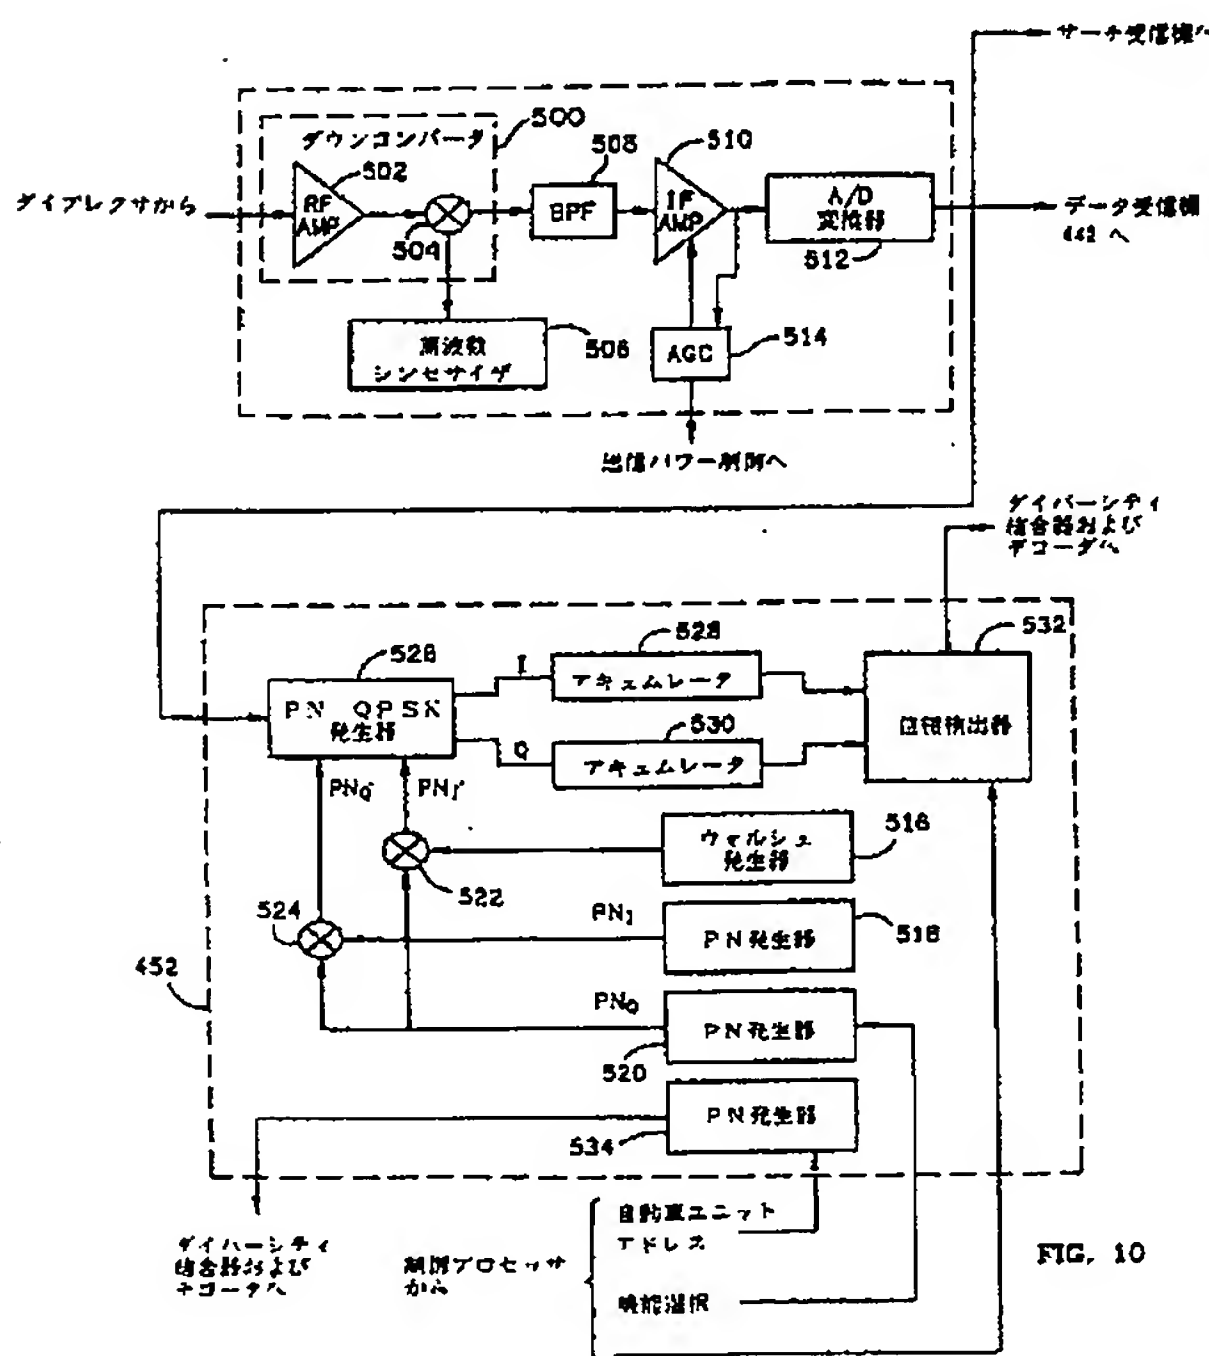 サーチ受信機へ
500
ダウンコンバータ
502
RF
AMP
504
ダイプレクサから
508
BPF
510
IF
AMP
A/D
変換器
512
データ受信機
442 へ
周波数
シンセサイザ
506
AGC
514
送信パワー制御へ
ダイバーシティ
結合器および
デコーダへ
528
PN QPSK
発生器
I
528
アキュムレータ
532
位相検出器
Q
530
アキュムレータ
PNQ'
PNI'
ウォルシュ
発生器
516
522
524
PNI
PN発生器
518
452
PNQ
PN発生器
520
PN発生器
534
自動車ユニット
アドレス
ダイバーシティ
結合器および
デコーダへ
制御プロセッサ
から
機能選択
FIG. 10